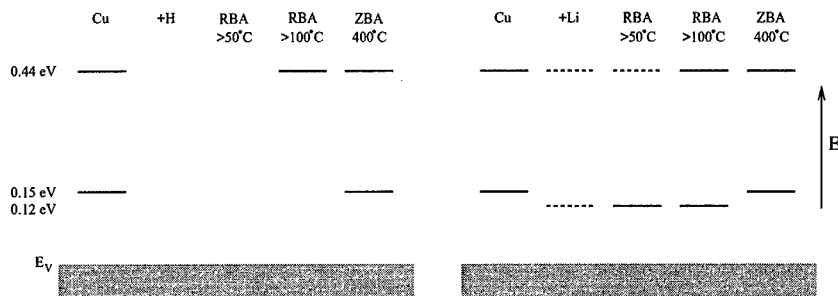 Cu +H RBA RBA ZBA Cu +Li RBA RBA ZBA
>50°C >100°C 400°C >50°C >100°C 400°C
0.44 eV
E
0.15 eV
0.12 eV
E_V